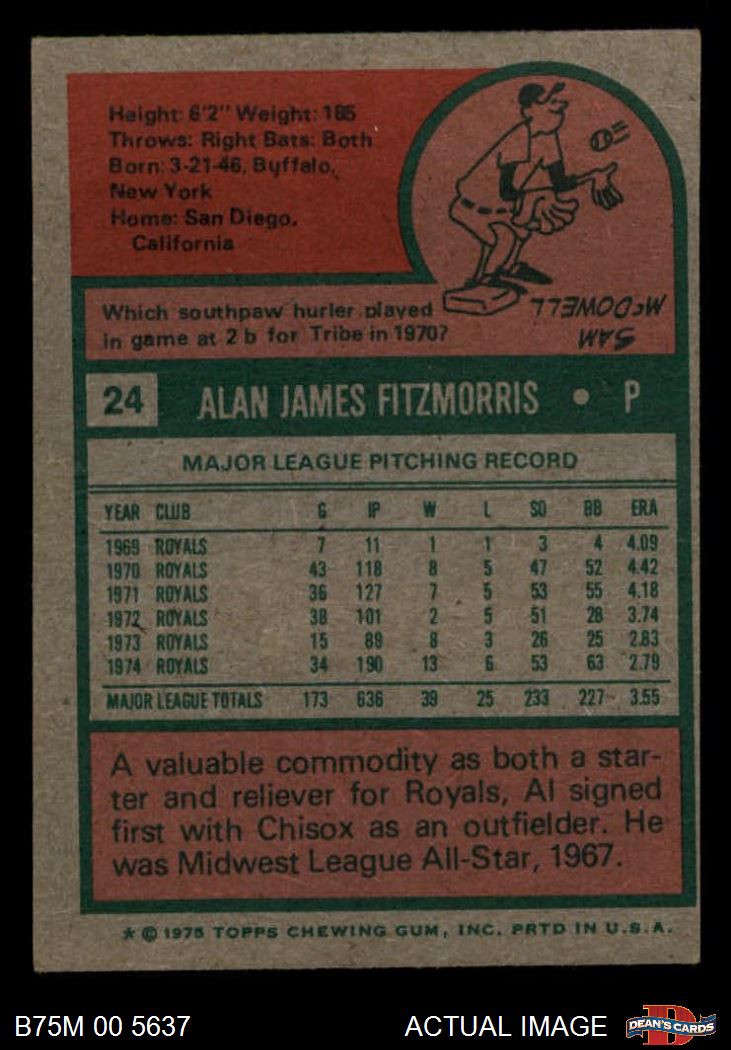 Height: 6'2" Weight: 185
Throws: Right Bats: Both
Born: 3-21-46, Buffalo,
New York
Home: San Diego,
California
Which southpaw hurler played
in game at 2 b for Tribe in 1970?
SAM
McDOWELL
24 ALAN JAMES FITZMORRIS • P
MAJOR LEAGUE PITCHING RECORD
YEAR CLUB G IP W L SO BB ERA
1969 ROYALS 7 11 1 1 3 4 4.09
1970 ROYALS 43 118 8 5 47 52 4.42
1971 ROYALS 36 127 7 5 53 55 4.18
1972 ROYALS 38 101 2 5 51 28 3.74
1973 ROYALS 15 89 8 3 26 25 2.83
1974 ROYALS 34 190 13 6 53 63 2.79
MAJOR LEAGUE TOTALS 173 636 39 25 233 227 3.55
A valuable commodity as both a star-
ter and reliever for Royals, Al signed
first with Chisox as an outfielder. He
was Midwest League All-Star, 1967.
* © 1975 TOPPS CHEWING GUM, INC. PRTD IN U.S.A.
B75M 00 5637 ACTUAL IMAGE DEAN'S CARDS